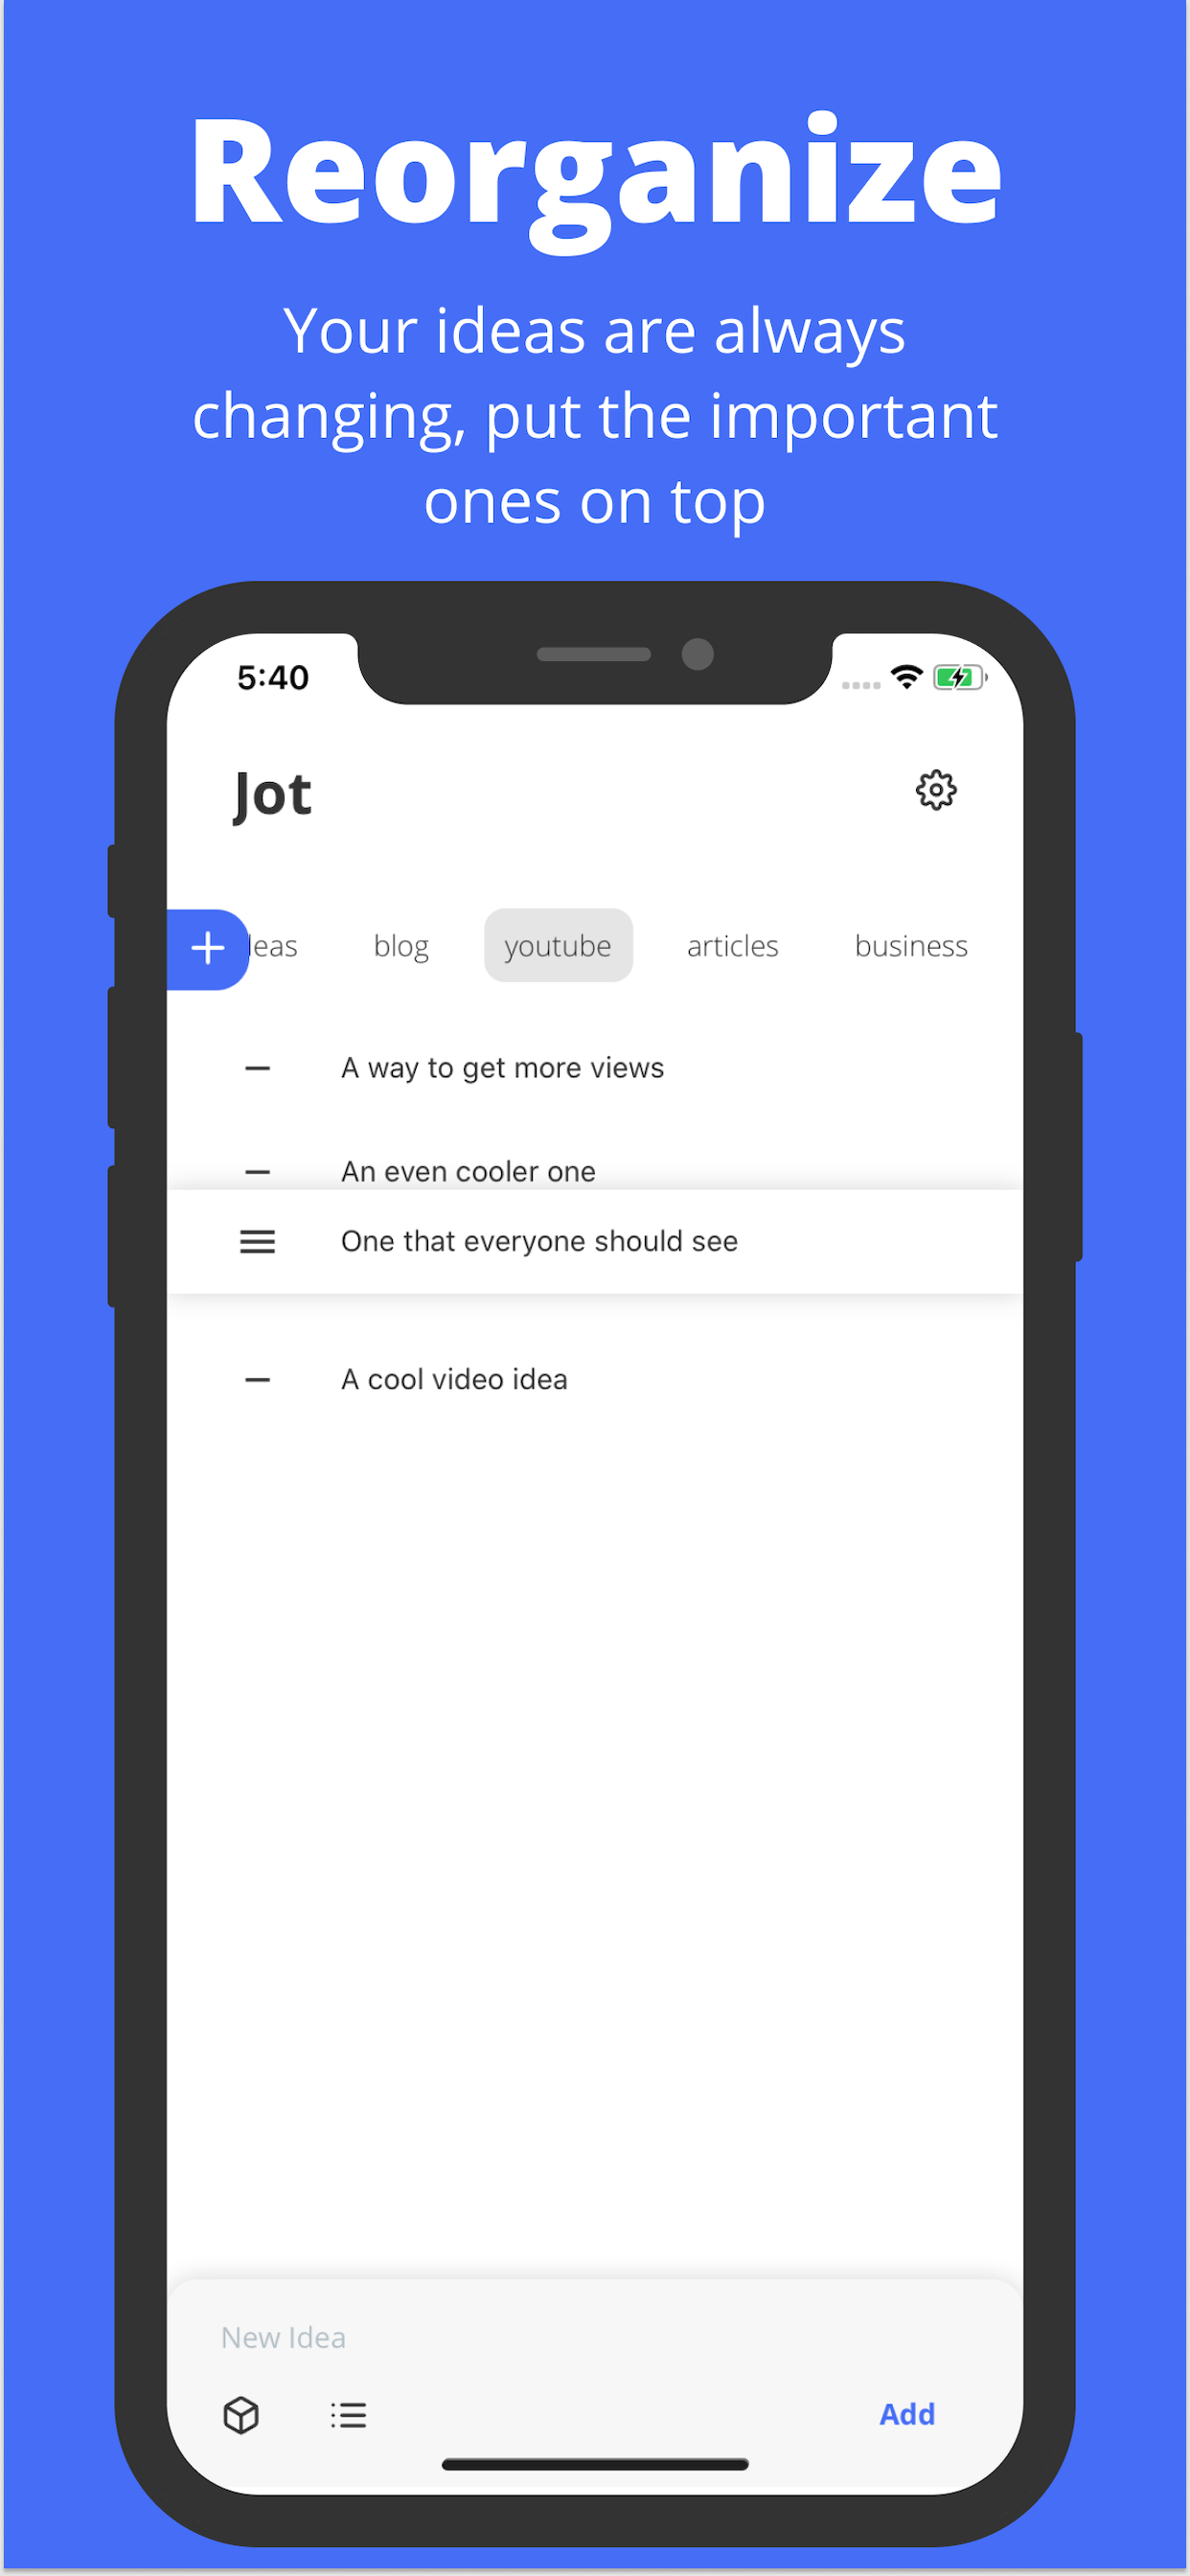 Reorganize
Your ideas are always
changing, put the important
ones on top
5:40
Jot
eas blog youtube articles business
A way to get more views
An even cooler one
One that everyone should see
A cool video idea
New Idea
Add